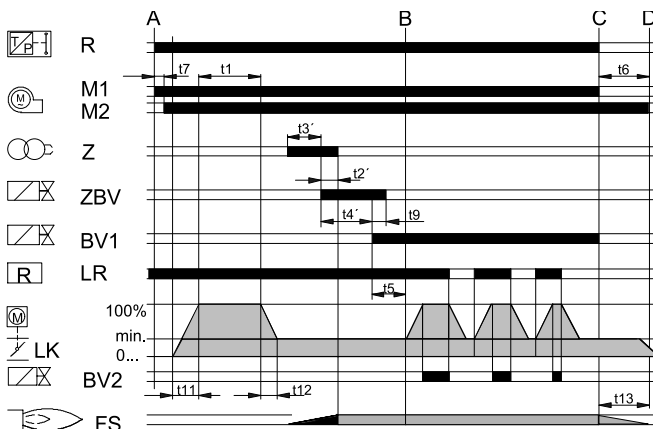 A B C D
T/P R
t7 t1 t6
M M1
M2
t3´
Z
t2´
ZBV
t4´ t9
BV1
R LR
t5
M 100%
min.
LK 0...
BV2
t11 t12 t13
FS